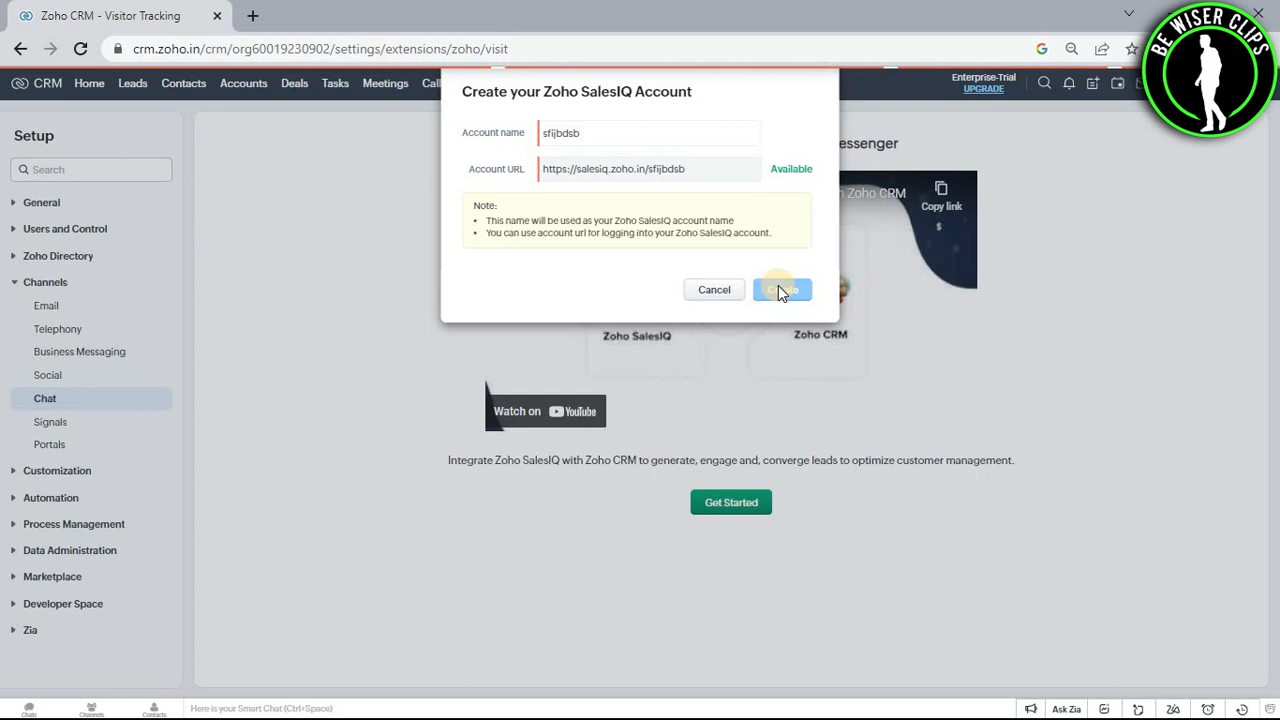 Zoho CRM - Visitor Tracking
crm.zoho.in/crm/org60019230902/settings/extensions/zoho/visit
BE WISER CLIPS
CRM Home Leads Contacts Accounts Deals Tasks Meetings
Enterprise-Trial
UPGRADE
Setup
Search
General
Users and Control
Zoho Directory
Channels
Email
Telephony
Business Messaging
Social
Chat
Signals
Portals
Customization
Automation
Process Management
Data Administration
Marketplace
Developer Space
Zia
Create your Zoho SalesIQ Account
Account name sfijbdsb
Account URL https://salesiq.zoho.in/sfijbdsb Available
Note:
• This name will be used as your Zoho SalesIQ account name
• You can use account url for logging into your Zoho SalesIQ account.
Cancel
Zoho CRM
Copy link
$
Zoho SalesIQ
Zoho CRM
Watch on YouTube
Integrate Zoho SalesIQ with Zoho CRM to generate, engage and, converge leads to optimize customer management.
Get Started
Chats
Channels
Contacts
Here is your Smart Chat (Ctrl+Space)
Ask Zia